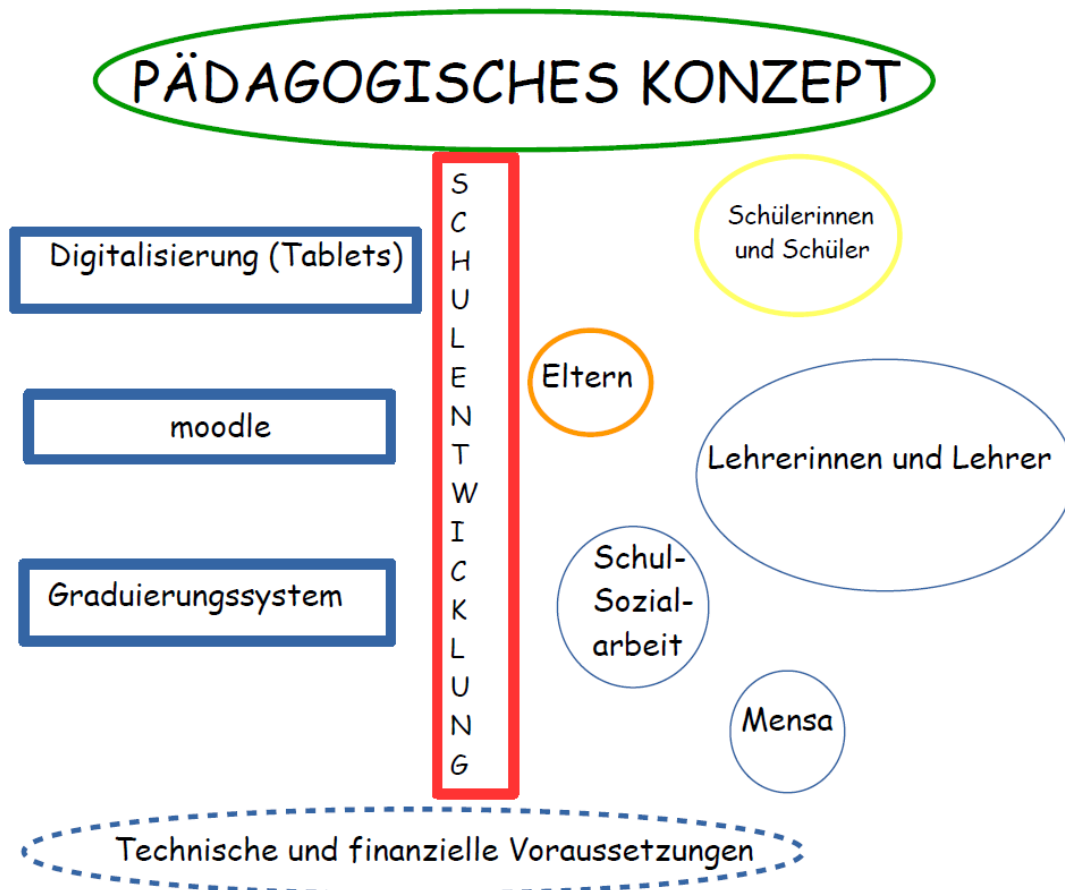 PÄDAGOGISCHES KONZEPT
SCHULENTWICKLUNG
Digitalisierung (Tablets)
moodle
Graduierungssystem
Schülerinnen
und Schüler
Eltern
Lehrerinnen und Lehrer
Schul-
Sozial-
arbeit
Mensa
Technische und finanzielle Voraussetzungen